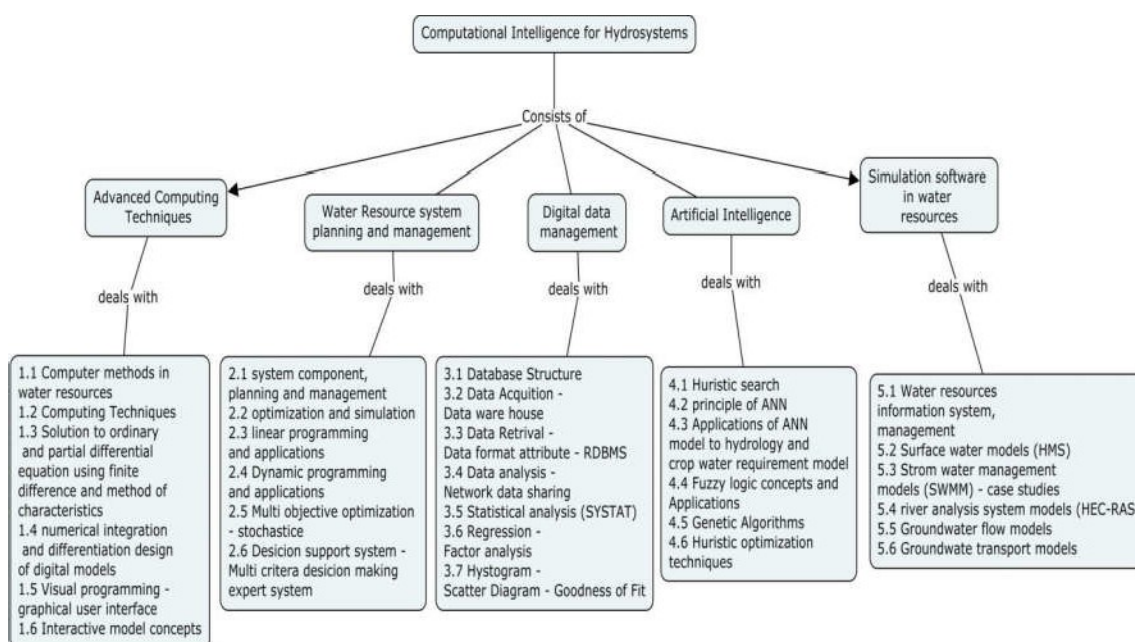 Computational Intelligence for Hydrosystems
Consists of
Advanced Computing
Techniques
Water Resource system
planning and management
Digital data
management
Artificial Intelligence
Simulation software
in water
resources
deals with
deals with
deals with
deals with
deals with
1.1 Computer methods in
water resources
1.2 Computing Techniques
1.3 Solution to ordinary
and partial differential
equation using finite
difference and method of
characteristics
1.4 numerical integration
and differentiation design
of digital models
1.5 Visual programming -
graphical user interface
1.6 Interactive model concepts
2.1 system component,
planning and management
2.2 optimization and simulation
2.3 linear programming
and applications
2.4 Dynamic programming
and applications
2.5 Multi objective optimization
- stochastice
2.6 Desicion support system -
Multi critera desicion making
expert system
3.1 Database Structure
3.2 Data Acquition -
Data ware house
3.3 Data Retrival -
Data format attribute - RDBMS
3.4 Data analysis -
Network data sharing
3.5 Statistical analysis (SYSTAT)
3.6 Regression -
Factor analysis
3.7 Hystogram -
Scatter Diagram - Goodness of Fit
4.1 Huristic search
4.2 principle of ANN
4.3 Applications of ANN
model to hydrology and
crop water requirement model
4.4 Fuzzy logic concepts and
Applications
4.5 Genetic Algorithms
4.6 Huristic optimization
techniques
5.1 Water resources
information system,
management
5.2 Surface water models (HMS)
5.3 Strom water management
models (SWMM) - case studies
5.4 river analysis system models (HEC-RAS)
5.5 Groundwater flow models
5.6 Groundwate transport models